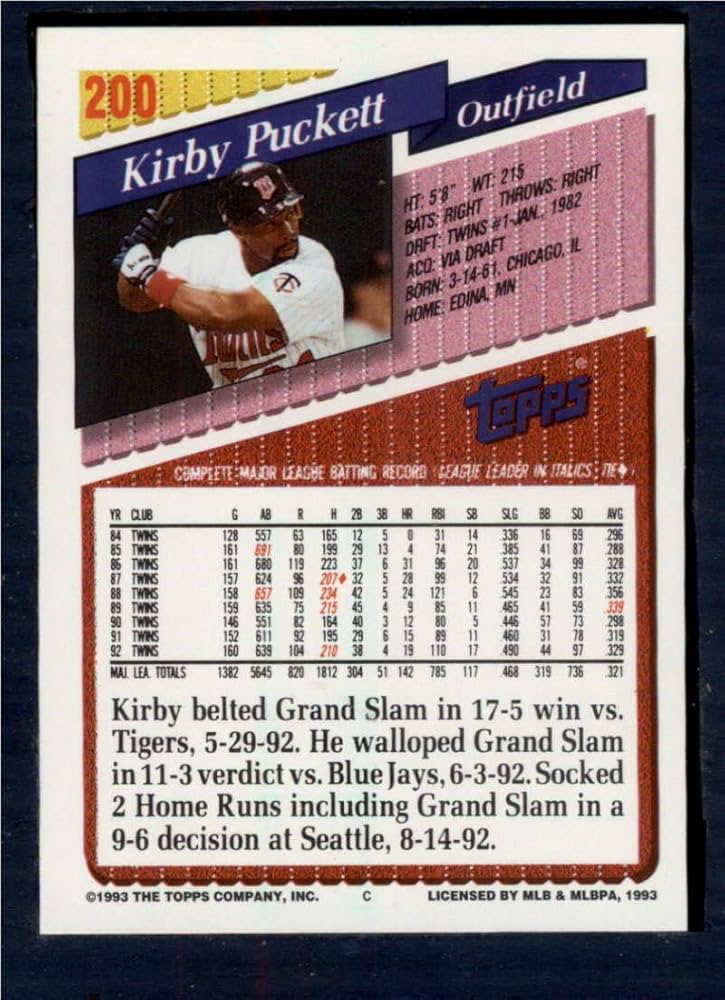 200
Kirby Puckett
Outfield
HT: 5'8" WT: 215
BATS: RIGHT THROWS: RIGHT
DRFT: TWINS #1-JAN., 1982
ACQ: VIA DRAFT
BORN: 3-14-61, CHICAGO, IL
HOME: EDINA, MN
TWINS
Topps®
COMPLETE MAJOR LEAGUE BATTING RECORD LEAGUE LEADER IN ITALICS, TIE♦
YR CLUB G AB R H 2B 3B HR RBI SB SLG BB SO AVG
84 TWINS 128 557 63 165 12 5 0 31 14 .336 16 69 .296
85 TWINS 161 691 80 199 29 13 4 74 21 .385 41 87 .288
86 TWINS 161 680 119 223 37 6 31 96 20 .537 34 99 .328
87 TWINS 157 624 96 207♦ 32 5 28 99 12 .534 32 91 .332
88 TWINS 158 657 109 234 42 5 24 121 6 .545 23 83 .356
89 TWINS 159 635 75 215 45 4 9 85 11 .465 41 59 .339
90 TWINS 146 551 82 164 40 3 12 80 5 .446 57 73 .298
91 TWINS 152 611 92 195 29 6 15 89 11 .460 31 78 .319
92 TWINS 160 639 104 210 38 4 19 110 17 .490 44 97 .329
MAJ. LEA. TOTALS 1382 5645 820 1812 304 51 142 785 117 .468 319 736 .321
Kirby belted Grand Slam in 17-5 win vs.
Tigers, 5-29-92. He walloped Grand Slam
in 11-3 verdict vs. Blue Jays, 6-3-92. Socked
2 Home Runs including Grand Slam in a
9-6 decision at Seattle, 8-14-92.
©1993 THE TOPPS COMPANY, INC. C LICENSED BY MLB & MLBPA, 1993